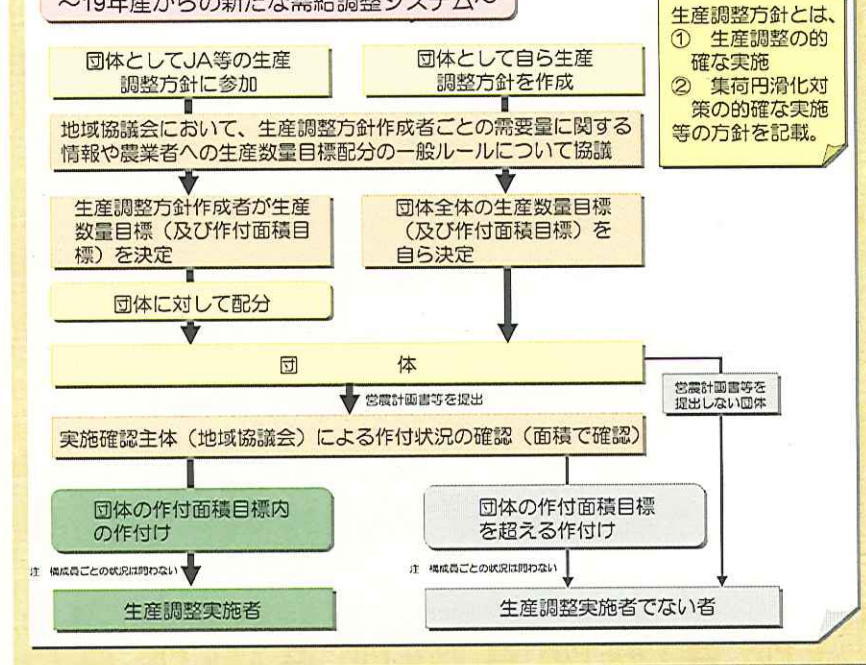 ～19年産からの新たな需給調整システム～
生産調整方針とは、
① 生産調整の的
確な実施
② 集荷円滑化対
策の的確な実施
等の方針を記載。
団体としてJA等の生産
調整方針に参加
団体として自ら生産
調整方針を作成
地域協議会において、生産調整方針作成者ごとの需要量に関する
情報や農業者への生産数量目標配分の一般ルールについて協議
生産調整方針作成者が生産
数量目標（及び作付面積目
標）を決定
団体全体の生産数量目標
（及び作付面積目標）を
自ら決定
団体に対して配分
団 体
営農計画書等を提出
営農計画書等を
提出しない団体
実施確認主体（地域協議会）による作付状況の確認（面積で確認）
団体の作付面積目標内
の作付け
団体の作付面積目標
を超える作付け
注 構成員ごとの状況は問わない
注 構成員ごとの状況は問わない
生産調整実施者
生産調整実施者でない者